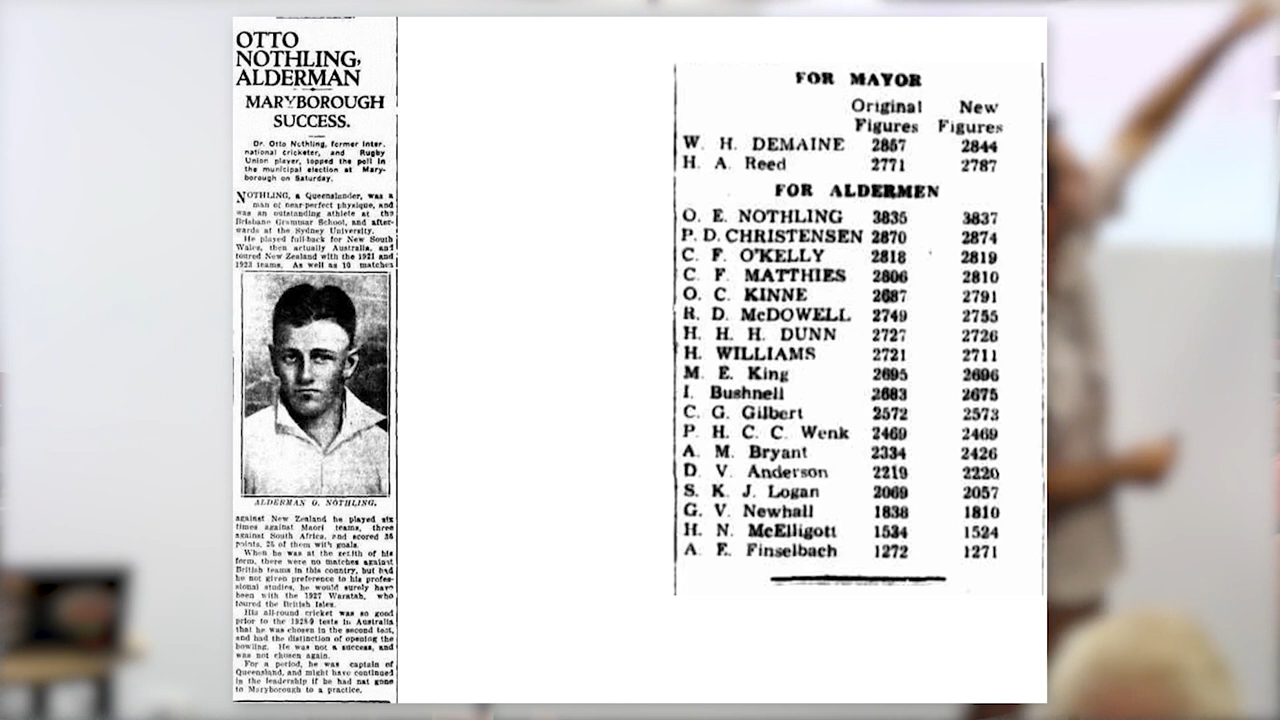 OTTO
NOTHLING,
ALDERMAN
MARYBOROUGH
SUCCESS.
Dr. Otto Nothling, former inter-
national cricketer, and Rugby
Union player, topped the poll in
the municipal election at Mary-
borough on Saturday.
NOTHLING, a Queenslander, was a
man of near-perfect physique, and
was an outstanding athlete at the
Brisbane Grammar School, and after-
wards at the Sydney University.
He played full-back for New South
Wales, then actually Australia, and
toured New Zealand with the 1921 and
1923 teams. As well as 10 matches
ALDERMAN O. NOTHLING.
against New Zealand he played six
times against Maori teams, three
against South Africa, and scored 36
points, 25 of them with goals.
When he was at the zenith of his
form, there were no matches against
British teams in this country, but had
he not given preference to his profes-
sional studies, he would surely have
been with the 1927 Waratah, who
toured the British Isles.
His all-round cricket was so good
prior to the 1928-9 tests in Australia
that he was chosen in the second test,
and had the distinction of opening the
bowling. He was not a success, and
was not chosen again.
For a period, he was captain of
Queensland, and might have continued
in the leadership if he had not gone
to Maryborough to a practice.
FOR MAYOR
Original New
Figures Figures
W. H. DEMAINE 2857 2844
H. A. Reed 2771 2787
FOR ALDERMEN
O. E. NOTHLING 3835 3837
P. D. CHRISTENSEN 2870 2874
C. F. O'KELLY 2818 2819
C. F. MATTHIES 2806 2810
O. C. KINNE 2687 2791
R. D. McDOWELL 2749 2755
H. H. H. DUNN 2727 2726
H. WILLIAMS 2721 2711
M. E. King 2695 2696
I. Bushnell 2683 2675
C. G. Gilbert 2572 2573
P. H. C. C. Wenk 2469 2469
A. M. Bryant 2334 2426
D. V. Anderson 2219 2220
S. K. J. Logan 2069 2057
G. V. Newhall 1838 1810
H. N. McElligott 1534 1524
A. E. Finselbach 1272 1271